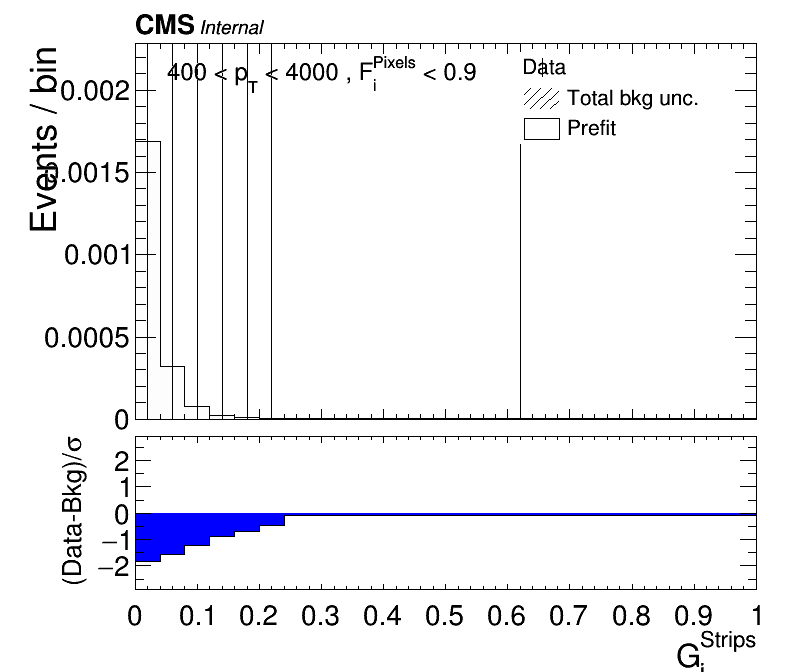 CMS Internal
400 < p_T < 4000 , F_i^Pixels < 0.9
Data
Total bkg unc.
Prefit
Events / bin
0.002
0.0015
0.001
0.0005
0
(Data-Bkg)/σ
2
1
0
−1
−2
0 0.1 0.2 0.3 0.4 0.5 0.6 0.7 0.8 0.9 1
G_i^Strips